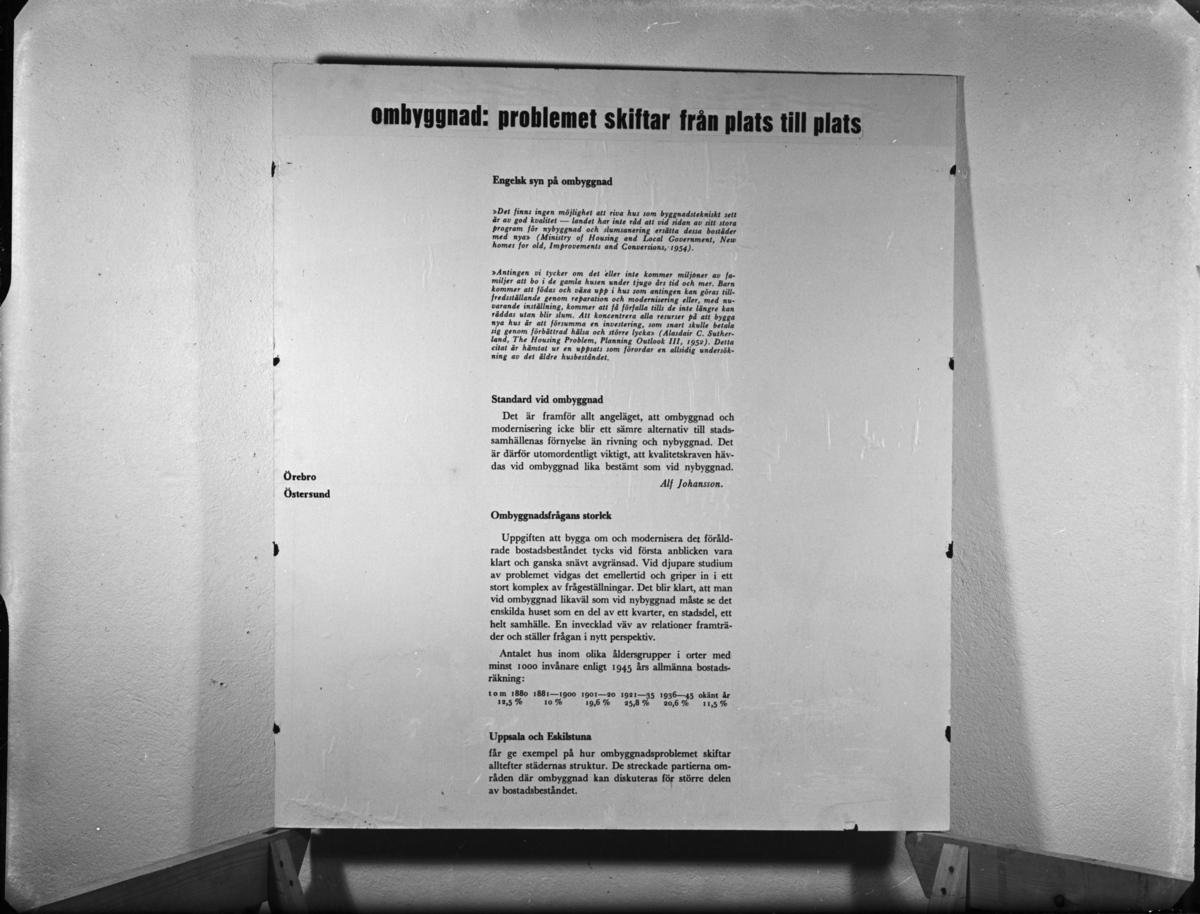 ombyggnad: problemet skiftar från plats till plats
Engelsk syn på ombyggnad
»Det finns ingen möjlighet att riva hus som byggnadstekniskt sett
är av god kvalitet — landet har inte råd att vid sidan av sitt stora
program för nybyggnad och slumsanering ersätta dessa bostäder
med nya» (Ministry of Housing and Local Government, New
homes for old, Improvements and Conversions, 1954).
»Antingen vi tycker om det eller inte kommer miljoner av fa-
miljer att bo i de gamla husen under tjugo års tid och mer. Barn
kommer att födas och växa upp i hus som antingen kan göras till-
fredsställande genom reparation och modernisering eller, med nu-
varande inställning, kommer att få förfalla tills de inte längre kan
räddas utan blir slum. Att koncentrera alla resurser på att bygga
nya hus är att försumma en investering, som snart skulle betala
sig genom förbättrad hälsa och större lycka» (Alasdair C. Suther-
land, The Housing Problem, Planning Outlook III, 1952). Detta
citat är hämtat ur en uppsats som förordar en allsidig undersök-
ning av det äldre husbeståndet.
Standard vid ombyggnad
Det är framför allt angeläget, att ombyggnad och
modernisering icke blir ett sämre alternativ till stads-
samhällenas förnyelse än rivning och nybyggnad. Det
är därför utomordentligt viktigt, att kvalitetskraven häv-
das vid ombyggnad lika bestämt som vid nybyggnad.
Alf Johansson.
Örebro
Östersund
Ombyggnadsfrågans storlek
Uppgiften att bygga om och modernisera det föråld-
rade bostadsbeståndet tycks vid första anblicken vara
klart och ganska snävt avgränsad. Vid djupare studium
av problemet vidgas det emellertid och griper in i ett
stort komplex av frågeställningar. Det blir klart, att man
vid ombyggnad likaväl som vid nybyggnad måste se det
enskilda huset som en del av ett kvarter, en stadsdel, ett
helt samhälle. En invecklad väv av relationer framträ-
der och ställer frågan i nytt perspektiv.
Antalet hus inom olika åldersgrupper i orter med
minst 1000 invånare enligt 1945 års allmänna bostads-
räkning:
tom 1880 1881—1900 1901—20 1921—35 1936—45 okänt år
12,5 % 10 % 19,6 % 25,8 % 20,6 % 11,5 %
Uppsala och Eskilstuna
får ge exempel på hur ombyggnadsproblemet skiftar
alltefter städernas struktur. De streckade partierna om-
råden där ombyggnad kan diskuteras för större delen
av bostadsbeståndet.